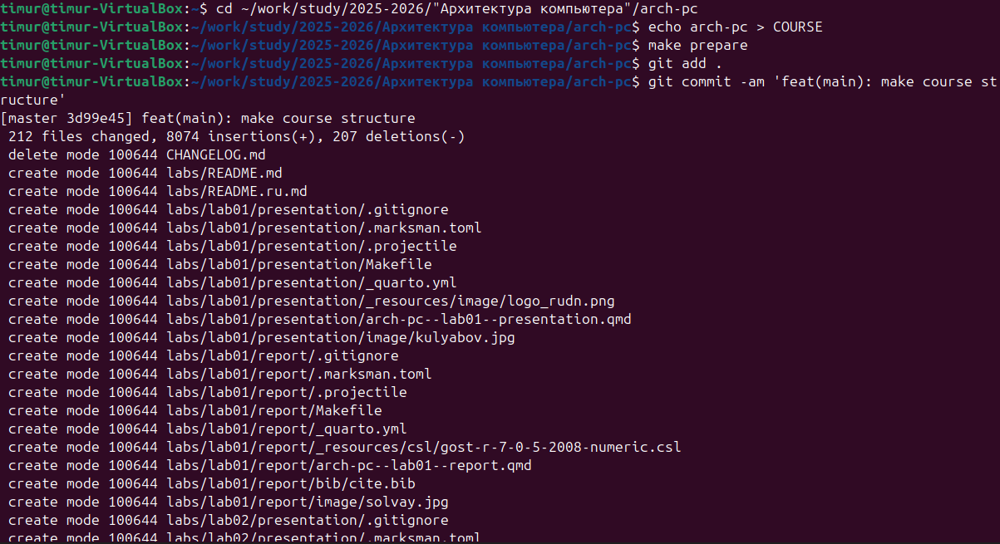 timur@timur-VirtualBox:~$ cd ~/work/study/2025-2026/"Архитектура компьютера"/arch-pc
timur@timur-VirtualBox:~/work/study/2025-2026/Архитектура компьютера/arch-pc$ echo arch-pc > COURSE
timur@timur-VirtualBox:~/work/study/2025-2026/Архитектура компьютера/arch-pc$ make prepare
timur@timur-VirtualBox:~/work/study/2025-2026/Архитектура компьютера/arch-pc$ git add .
timur@timur-VirtualBox:~/work/study/2025-2026/Архитектура компьютера/arch-pc$ git commit -am 'feat(main): make course st
ructure'
[master 3d99e45] feat(main): make course structure
 212 files changed, 8074 insertions(+), 207 deletions(-)
 delete mode 100644 CHANGELOG.md
 create mode 100644 labs/README.md
 create mode 100644 labs/README.ru.md
 create mode 100644 labs/lab01/presentation/.gitignore
 create mode 100644 labs/lab01/presentation/.marksman.toml
 create mode 100644 labs/lab01/presentation/.projectile
 create mode 100644 labs/lab01/presentation/Makefile
 create mode 100644 labs/lab01/presentation/_quarto.yml
 create mode 100644 labs/lab01/presentation/_resources/image/logo_rudn.png
 create mode 100644 labs/lab01/presentation/arch-pc--lab01--presentation.qmd
 create mode 100644 labs/lab01/presentation/image/kulyabov.jpg
 create mode 100644 labs/lab01/report/.gitignore
 create mode 100644 labs/lab01/report/.marksman.toml
 create mode 100644 labs/lab01/report/.projectile
 create mode 100644 labs/lab01/report/Makefile
 create mode 100644 labs/lab01/report/_quarto.yml
 create mode 100644 labs/lab01/report/_resources/csl/gost-r-7-0-5-2008-numeric.csl
 create mode 100644 labs/lab01/report/arch-pc--lab01--report.qmd
 create mode 100644 labs/lab01/report/bib/cite.bib
 create mode 100644 labs/lab01/report/image/solvay.jpg
 create mode 100644 labs/lab02/presentation/.gitignore
 create mode 100644 labs/lab02/presentation/.marksman.toml